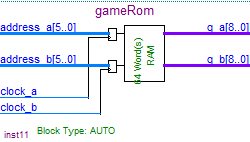 gameRom
address_a[5..0]
q_a[8..0]
address_b[5..0]
q_b[8..0]
64 Word(s)
RAM
clock_a
clock_b
inst11
Block Type: AUTO